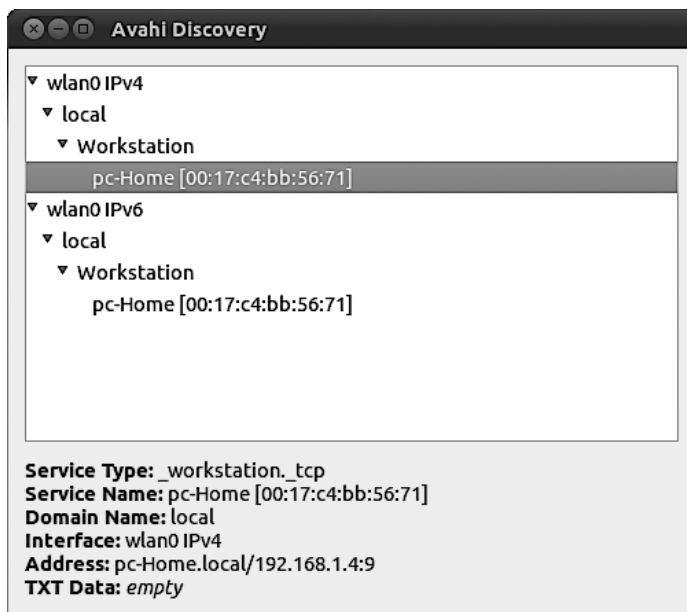 Avahi Discovery
wlan0 IPv4
local
Workstation
pc-Home [00:17:c4:bb:56:71]
wlan0 IPv6
local
Workstation
pc-Home [00:17:c4:bb:56:71]
Service Type: _workstation._tcp
Service Name: pc-Home [00:17:c4:bb:56:71]
Domain Name: local
Interface: wlan0 IPv4
Address: pc-Home.local/192.168.1.4:9
TXT Data: empty